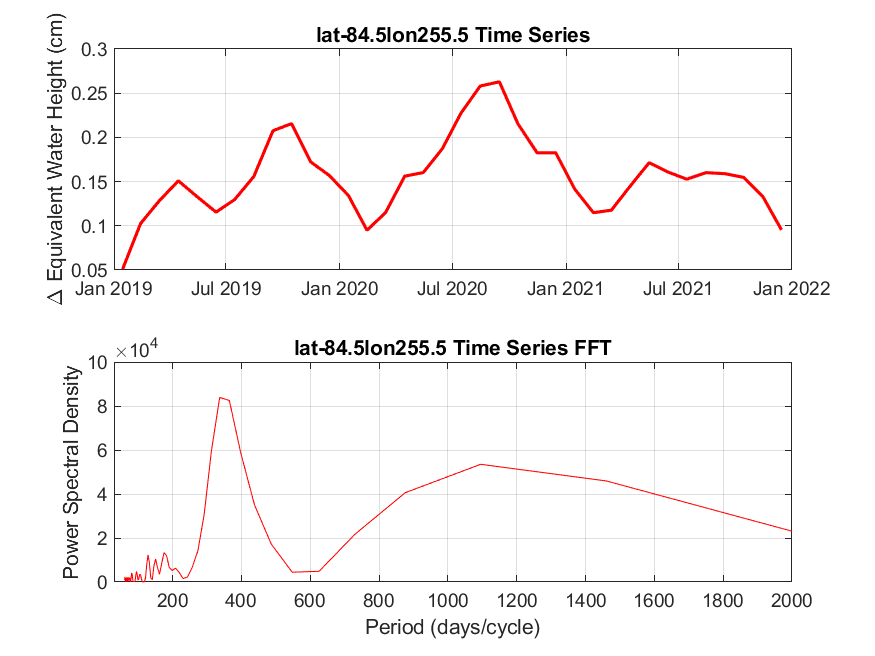 lat-84.5lon255.5 Time Series
Δ Equivalent Water Height (cm)
0.3
0.25
0.2
0.15
0.1
0.05
Jan 2019 Jul 2019 Jan 2020 Jul 2020 Jan 2021 Jul 2021 Jan 2022
×10^4
lat-84.5lon255.5 Time Series FFT
Power Spectral Density
10
8
6
4
2
0
200 400 600 800 1000 1200 1400 1600 1800 2000
Period (days/cycle)